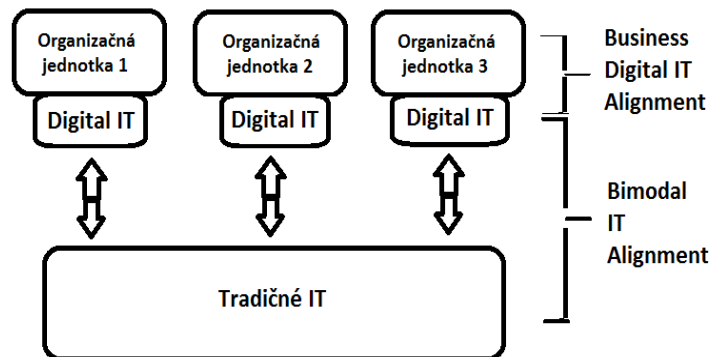 Organizačná
jednotka 1
Organizačná
jednotka 2
Organizačná
jednotka 3
Digital IT
Digital IT
Digital IT
Business
Digital IT
Alignment
Bimodal
IT
Alignment
Tradičné IT